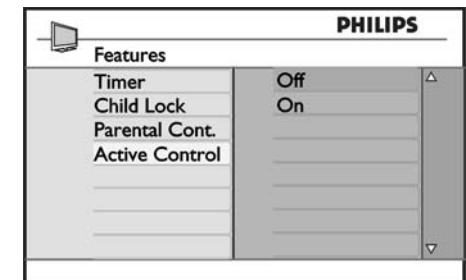 PHILIPS
Features
Timer
Off
Child Lock
On
Parental Cont.
Active Control